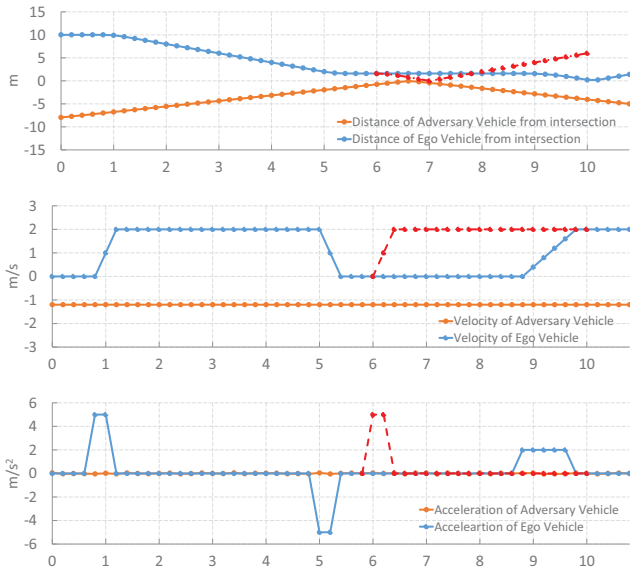 15
10
5
0
-5
-10
-15
m
Distance of Adversary Vehicle from intersection
Distance of Ego Vehicle from intersection
0 1 2 3 4 5 6 7 8 9 10
3
2
1
0
-1
-2
3
m/s
Velocity of Adversary Vehicle
Velocity of Ego Vehicle
0 1 2 3 4 5 6 7 8 9 10
6
4
2
0
-2
-4
-6
m/s²
Acceleration of Adversary Vehicle
Acceleartion of Ego Vehicle
0 1 2 3 4 5 6 7 8 9 10